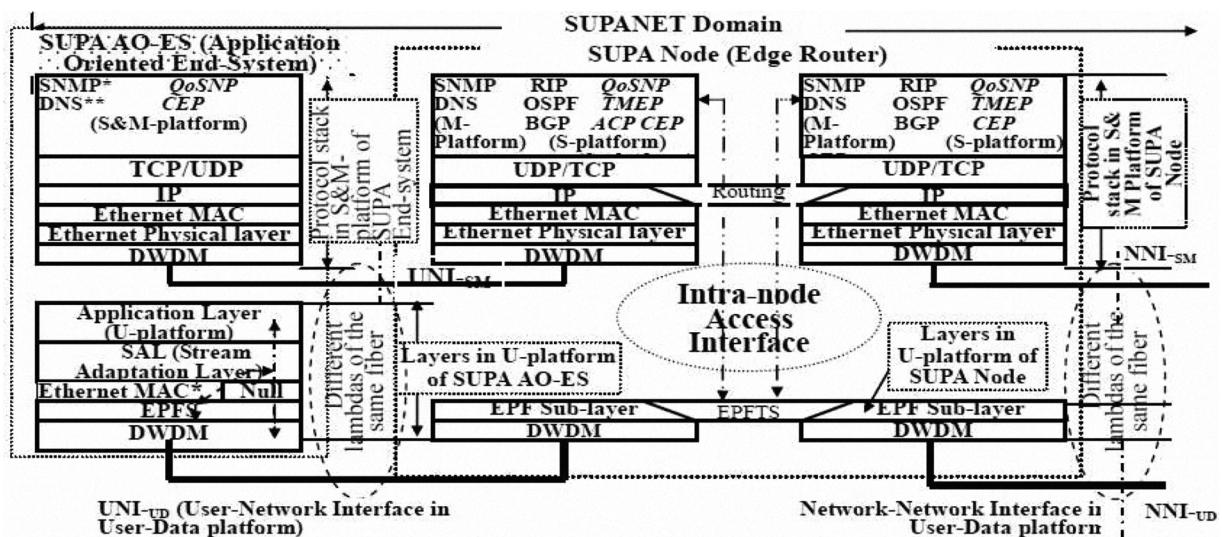 SUPANET Domain
SUPA AO-ES (Application
Oriented End-System)
SUPA Node (Edge Router)
SNMP*
QoSNP
DNS**
CEP
(S&M-platform)
TCP/UDP
IP
Ethernet MAC
Ethernet Physical layer
DWDM
Protocol stack
in S&M-
platform of
SUPA
End-system
SNMP RIP QoSNP
DNS OSPF TMEP
(M- BGP ACP CEP
Platform) (S-platform)
UDP/TCP
IP
Ethernet MAC
Ethernet Physical layer
DWDM
Routing
SNMP RIP QoSNP
DNS OSPF TMEP
(M- BGP CEP
Platform) (S-platform)
UDP/TCP
IP
Ethernet MAC
Ethernet Physical layer
DWDM
Protocol
stack in S&
M Platform
of SUPA
Node
UNI-SM
NNI-SM
Intra-node
Access
Interface
Application Layer
(U-platform)
SAL (Stream
Adaptation Layer)
Ethernet MAC*
Null
EPFS
DWDM
Different
lambdas of the
same fiber
Layers in U-platform
of SUPA AO-ES
Layers in
U-platform of
SUPA Node
EPF Sub-layer
DWDM
EPFTS
EPF Sub-layer
DWDM
Different
lambdas of the
same fiber
UNI-UD (User-Network Interface in
User-Data platform)
Network-Network Interface in
User-Data platform
NNI-UD